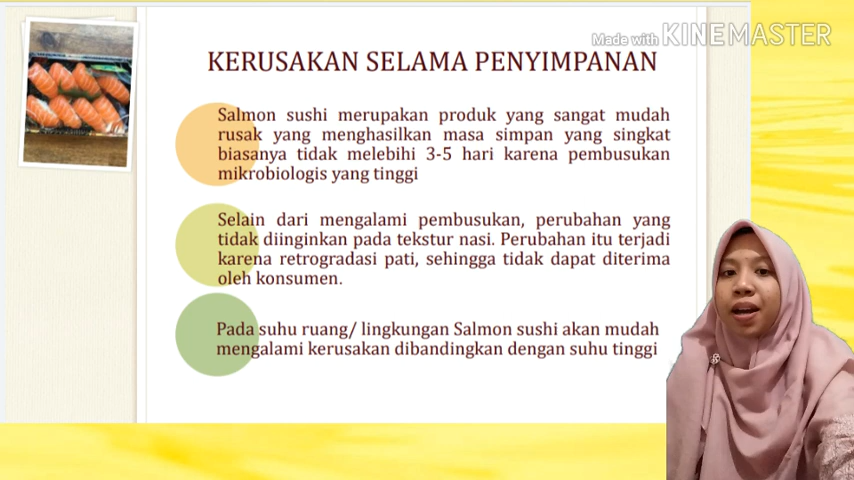 Made with KINEMASTER
KERUSAKAN SELAMA PENYIMPANAN
Salmon sushi merupakan produk yang sangat mudah
rusak yang menghasilkan masa simpan yang singkat
biasanya tidak melebihi 3-5 hari karena pembusukan
mikrobiologis yang tinggi
Selain dari mengalami pembusukan, perubahan yang
tidak diinginkan pada tekstur nasi. Perubahan itu terjadi
karena retrogradasi pati, sehingga tidak dapat diterima
oleh konsumen.
Pada suhu ruang/ lingkungan Salmon sushi akan mudah
mengalami kerusakan dibandingkan dengan suhu tinggi